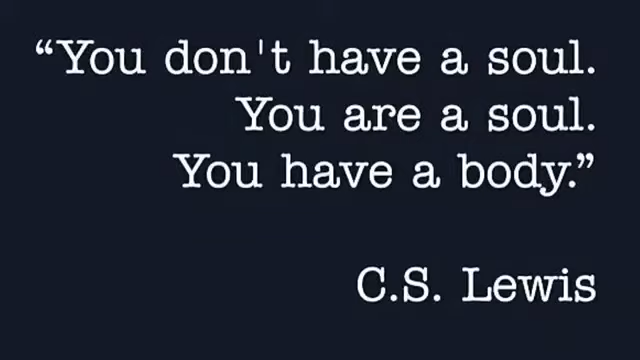 “You don't have a soul.
You are a soul.
You have a body.”
C.S. Lewis